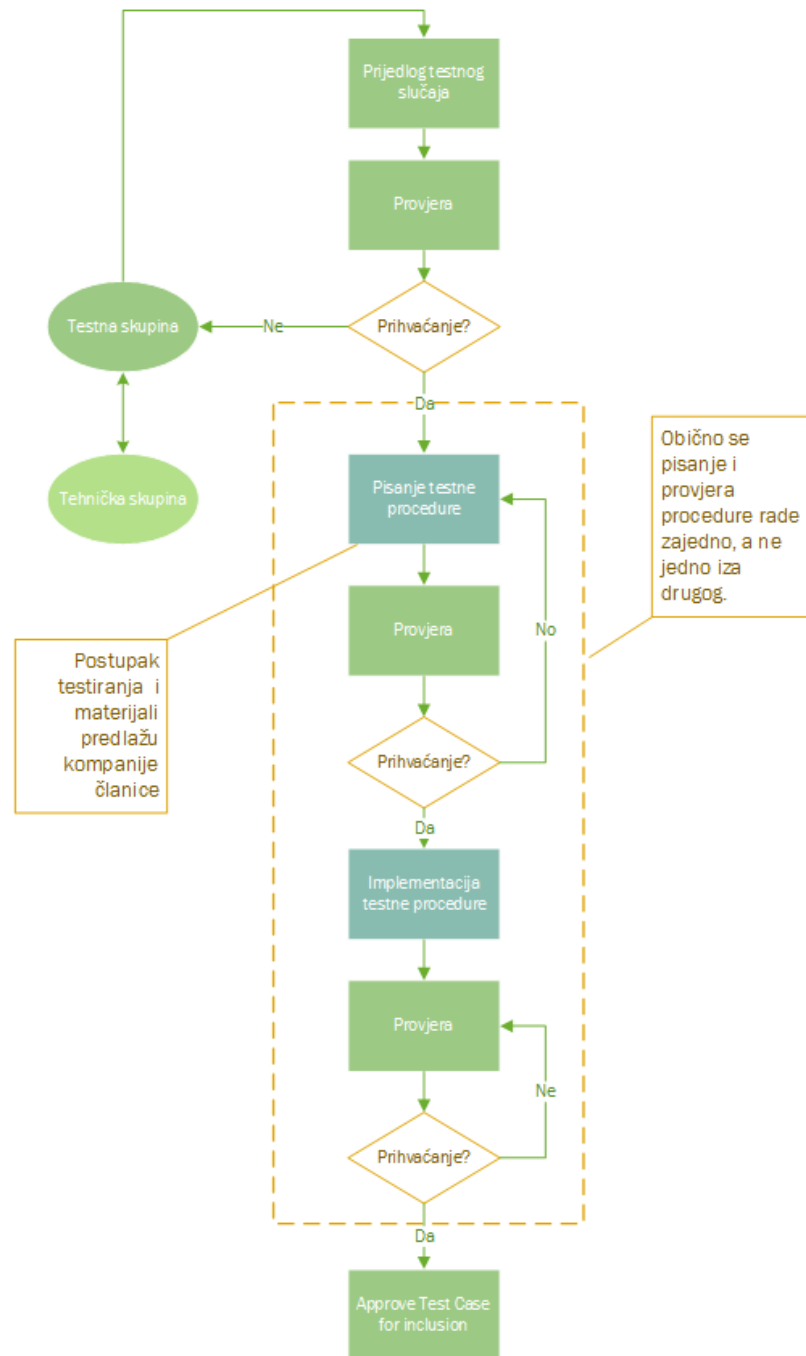 Prijedlog testnog
slučaja
Provjera
Testna skupina
Ne
Prihvaćanje?
Da
Tehnička skupina
Pisanje testne
procedure
Obično se
pisanje i
provjera
procedure rade
zajedno, a ne
jedno iza
drugog.
Provjera
No
Postupak
testiranja i
materijali
predlažu
kompanije
članice
Prihvaćanje?
Da
Implementacija
testne procedure
Provjera
Ne
Prihvaćanje?
Da
Approve Test Case
for inclusion